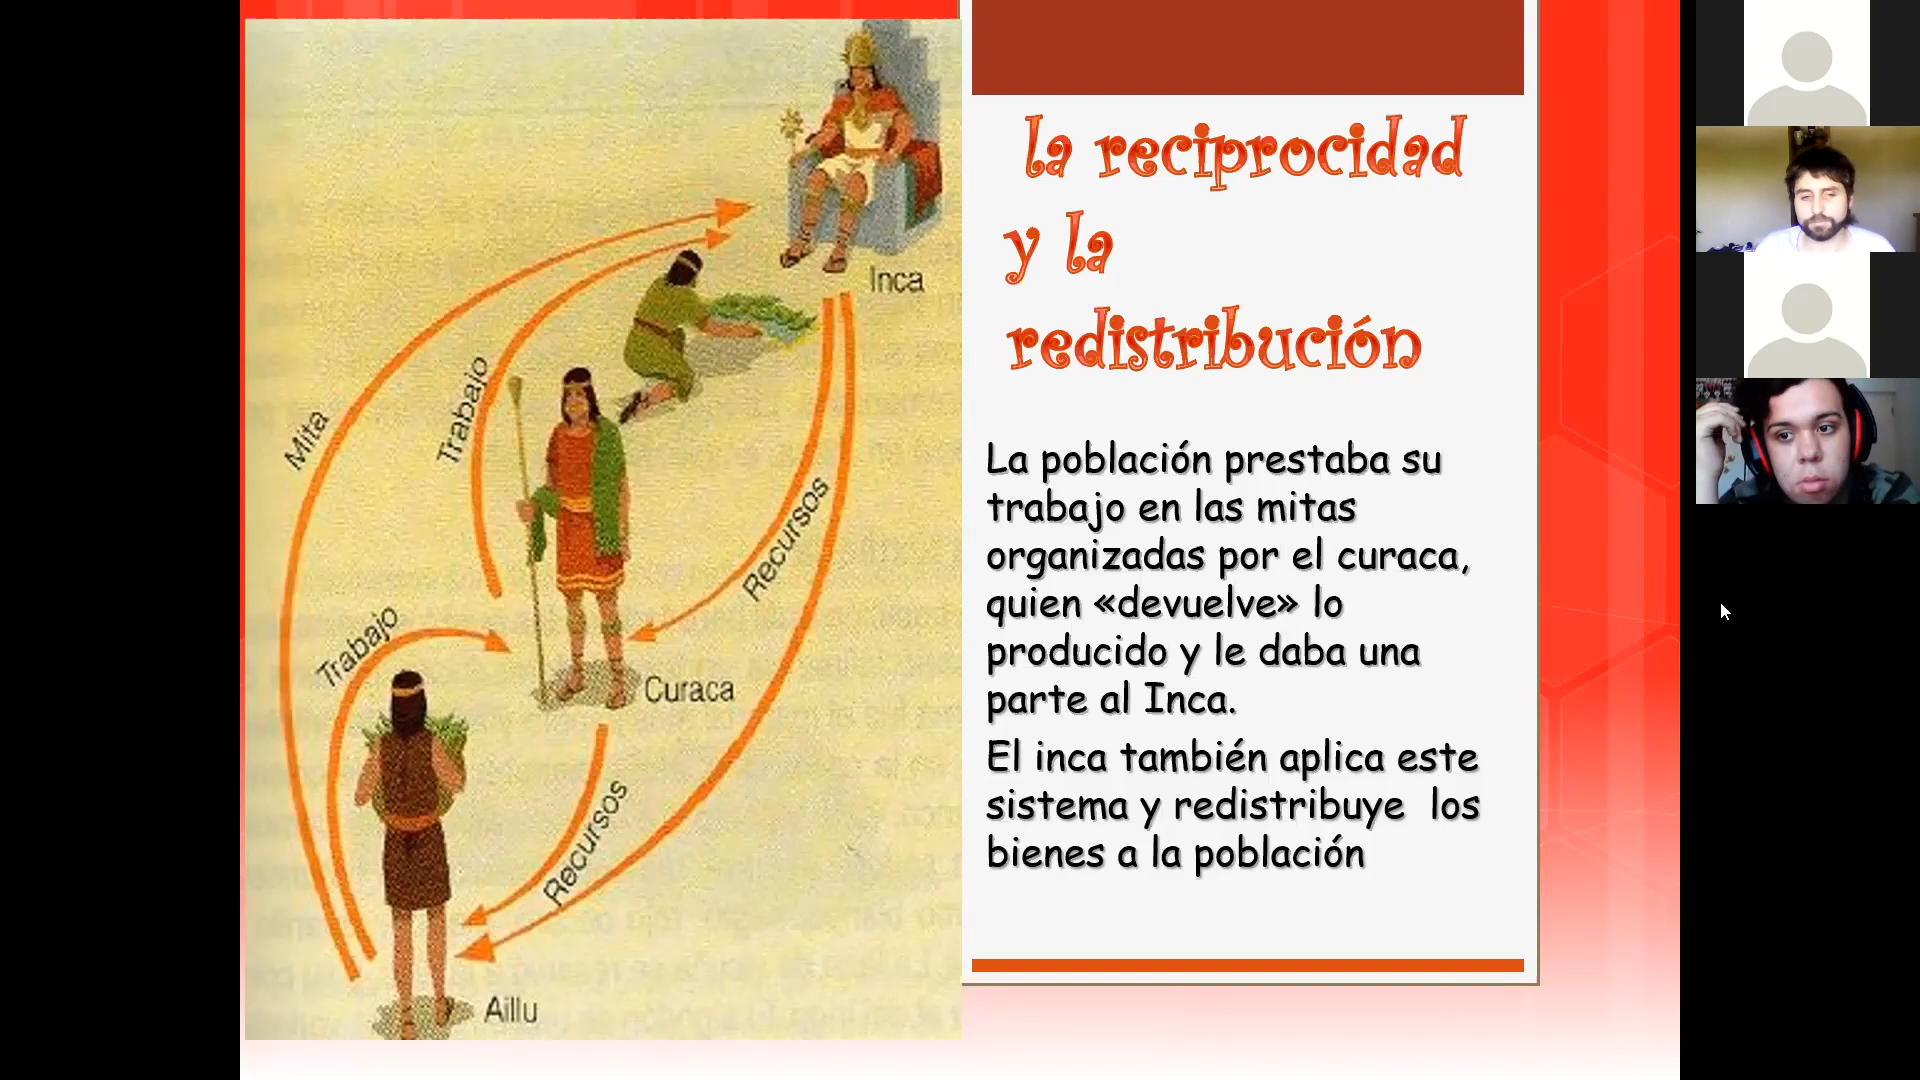 la reciprocidad
y la
redistribución
La población prestaba su
trabajo en las mitas
organizadas por el curaca,
quien «devuelve» lo
producido y le daba una
parte al Inca.
El inca también aplica este
sistema y redistribuye los
bienes a la población
Inca
Mita
Trabajo
Recursos
Trabajo
Curaca
Recursos
Aillu